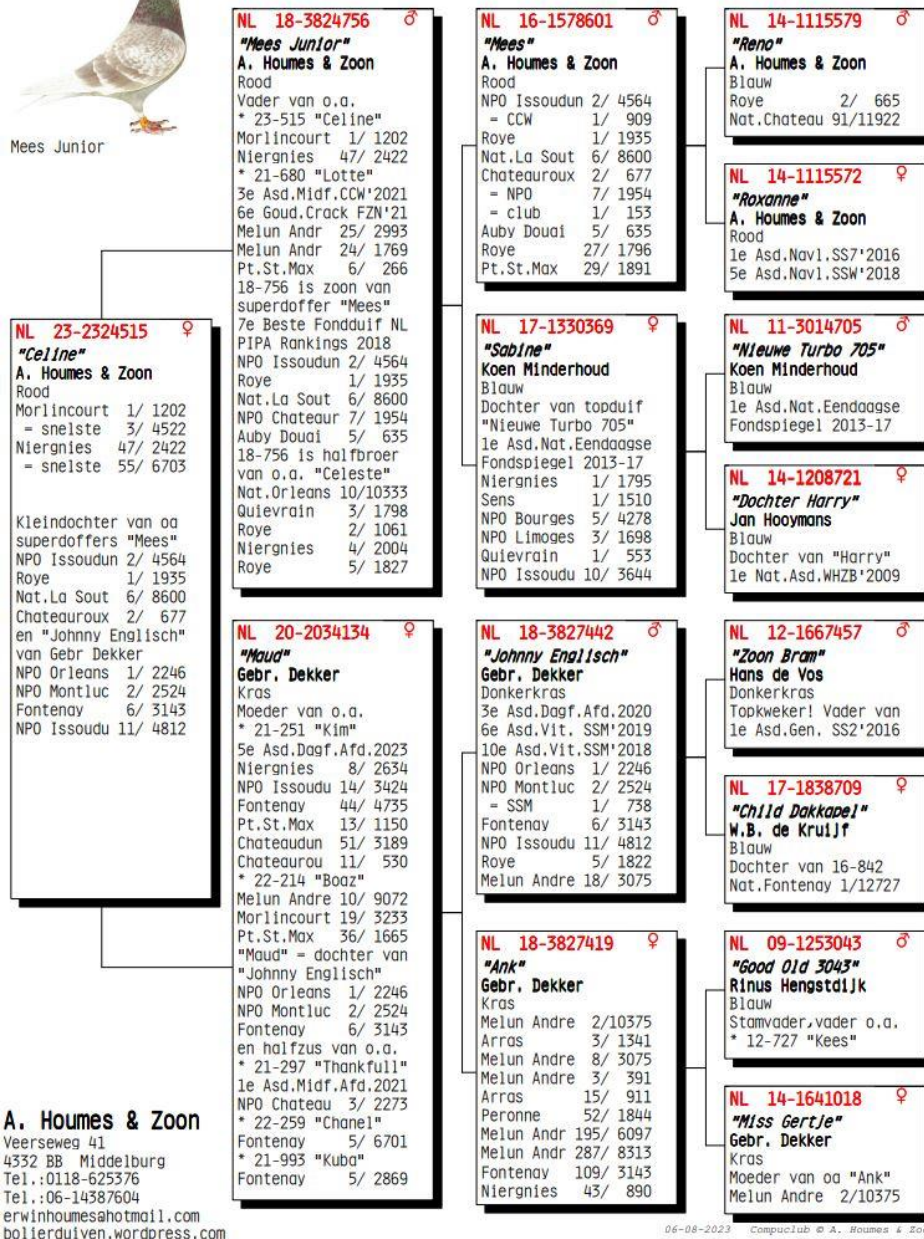 Mees Junior
NL 23-2324515 ♀
"Celine"
A. Houmes & Zoon
Rood
Morlincourt 1/ 1202
= snelste 3/ 4522
Niergnies 47/ 2422
= snelste 55/ 6703
Kleindochter van oa
superdoffers "Mees"
NPO Issoudun 2/ 4564
Roye 1/ 1935
Nat.La Sout 6/ 8600
Chateauroux 2/ 677
en "Johnny Englisch"
van Gebr Dekker
NPO Orleans 1/ 2246
NPO Montluc 2/ 2524
Fontenay 6/ 3143
NPO Issoudu 11/ 4812
NL 18-3824756 ♂
"Mees Junior"
A. Houmes & Zoon
Rood
Vader van o.a.
* 23-515 "Celine"
Morlincourt 1/ 1202
Niergnies 47/ 2422
* 21-680 "Lotte"
3e Asd.Midf.CCW'2021
6e Goud.Crack FZN'21
Melun Andr 25/ 2993
Melun Andr 24/ 1769
Pt.St.Max 6/ 266
18-756 is zoon van
superdoffer "Mees"
7e Beste Fondduif NL
PIPA Rankings 2018
NPO Issoudun 2/ 4564
Roye 1/ 1935
Nat.La Sout 6/ 8600
NPO Chateaur 7/ 1954
Auby Douai 5/ 635
18-756 is halfbroer
van o.a. "Celeste"
Nat.Orleans 10/10333
Quievrain 3/ 1798
Roye 2/ 1061
Niergnies 4/ 2004
Roye 5/ 1827
NL 20-2034134 ♀
"Maud"
Gebr. Dekker
Kras
Moeder van o.a.
* 21-251 "Kim"
5e Asd.Dagf.Afd.2023
Niergnies 8/ 2634
NPO Issoudu 14/ 3424
Fontenay 44/ 4735
Pt.St.Max 13/ 1150
Chateaudun 51/ 3189
Chateaurou 11/ 530
* 22-214 "Boaz"
Melun Andre 10/ 9072
Morlincourt 19/ 3233
Pt.St.Max 36/ 1665
"Maud" = dochter van
"Johnny Englisch"
NPO Orleans 1/ 2246
NPO Montluc 2/ 2524
Fontenay 6/ 3143
en halfzus van o.a.
* 21-297 "Thankfull"
1e Asd.Midf.Afd.2021
NPO Chateau 3/ 2273
* 22-259 "Chanel"
Fontenay 5/ 6701
* 21-993 "Kuba"
Fontenay 5/ 2869
NL 16-1578601 ♂
"Mees"
A. Houmes & Zoon
Rood
NPO Issoudun 2/ 4564
= CCW 1/ 909
Roye 1/ 1935
Nat.La Sout 6/ 8600
Chateauroux 2/ 677
= NPO 7/ 1954
= club 1/ 153
Auby Douai 5/ 635
Roye 27/ 1796
Pt.St.Max 29/ 1891
NL 17-1330369 ♀
"Sabine"
Koen Minderhoud
Blauw
Dochter van topduif
"Nieuwe Turbo 705"
1e Asd.Nat.Eendaagse
Fondspiegel 2013-17
Niergnies 1/ 1795
Sens 1/ 1510
NPO Bourges 5/ 4278
NPO Limoges 3/ 1698
Quievrain 1/ 553
NPO Issoudu 10/ 3644
NL 18-3827442 ♂
"Johnny Englisch"
Gebr. Dekker
Donkerkras
3e Asd.Dagf.Afd.2020
6e Asd.Vit. SSM'2019
10e Asd.Vit.SSM'2018
NPO Orleans 1/ 2246
NPO Montluc 2/ 2524
= SSM 1/ 738
Fontenay 6/ 3143
NPO Issoudu 11/ 4812
Roye 5/ 1822
Melun Andre 18/ 3075
NL 18-3827419 ♀
"Ank"
Gebr. Dekker
Kras
Melun Andre 2/10375
Arras 3/ 1341
Melun Andre 8/ 3075
Melun Andre 3/ 391
Arras 15/ 911
Peronne 52/ 1844
Melun Andr 195/ 6097
Melun Andr 287/ 8313
Fontenay 109/ 3143
Niergnies 43/ 890
NL 14-1115579 ♂
"Reno"
A. Houmes & Zoon
Blauw
Roye 2/ 665
Nat.Chateau 91/11922
NL 14-1115572 ♀
"Roxanne"
A. Houmes & Zoon
Rood
1e Asd.Navl.SS7'2016
5e Asd.Navl.SSW'2018
NL 11-3014705 ♂
"Nieuwe Turbo 705"
Koen Minderhoud
Blauw
1e Asd.Nat.Eendaagse
Fondspiegel 2013-17
NL 14-1208721 ♀
"Dochter Harry"
Jan Hooymans
Blauw
Dochter van "Harry"
1e Nat.Asd.WHZB'2009
NL 12-1667457 ♂
"Zoon Bram"
Hans de Vos
Donkerkras
Topkweker! Vader van
1e Asd.Gen. SS2'2016
NL 17-1838709 ♀
"Child Dakkapel"
W.B. de Kruijf
Blauw
Dochter van 16-842
Nat.Fontenay 1/12727
NL 09-1253043 ♂
"Good Old 3043"
Rinus Hengstdijk
Blauw
Stamvader,vader o.a.
* 12-727 "Kees"
NL 14-1641018 ♀
"Miss Gertje"
Gebr. Dekker
Kras
Moeder van oa "Ank"
Melun Andre 2/10375
A. Houmes & Zoon
Veerseweg 41
4332 BB Middelburg
Tel.:0118-625376
Tel.:06-14387604
erwinhoumes@hotmail.com
bolierduiven.wordpress.com
06-08-2023 Compuclub © A. Houmes & Zoo